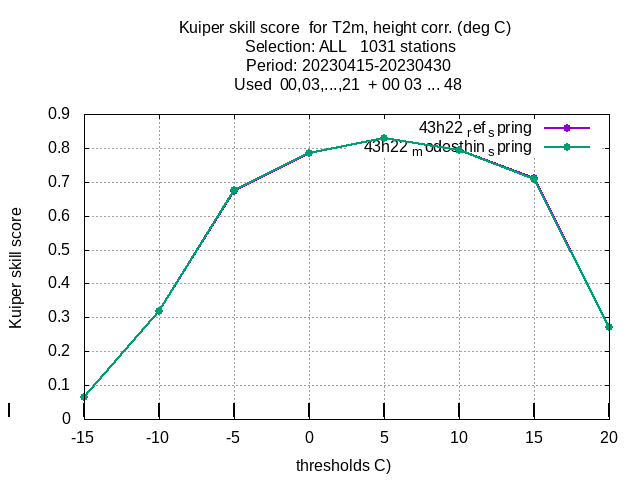 Kuiper skill score for T2m, height corr. (deg C)
Selection: ALL 1031 stations
Period: 20230415-20230430
Used 00,03,...,21 + 00 03 ... 48
43h22 ref spring
43h22 modesthin spring
0.9
0.8
0.7
0.6
0.5
0.4
0.3
0.2
0.1
0
Kuiper skill score
-15 -10 -5 0 5 10 15 20
thresholds C)